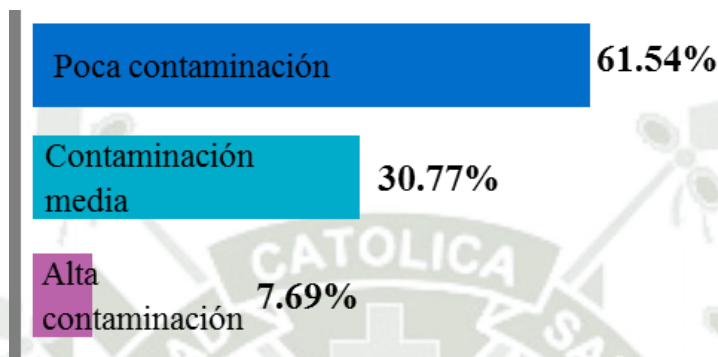 Poca contaminación 61.54%
Contaminación
media 30.77%
Alta
contaminación 7.69%
CATOLICA